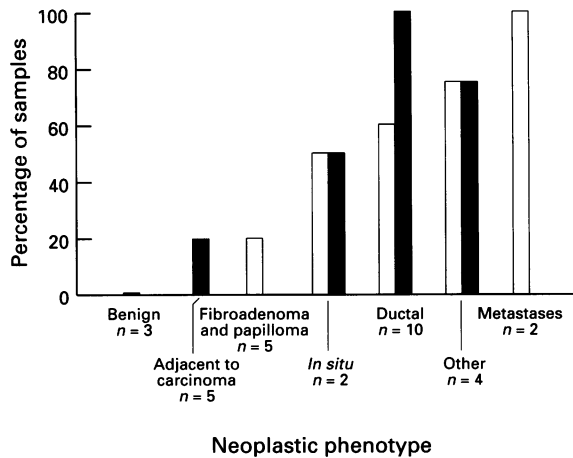 Percentage of samples
100
80
60
40
20
0
Benign
n = 3
Adjacent to
carcinoma
n = 5
Fibroadenoma
and papilloma
n = 5
In situ
n = 2
Ductal
n = 10
Other
n = 4
Metastases
n = 2
Neoplastic phenotype